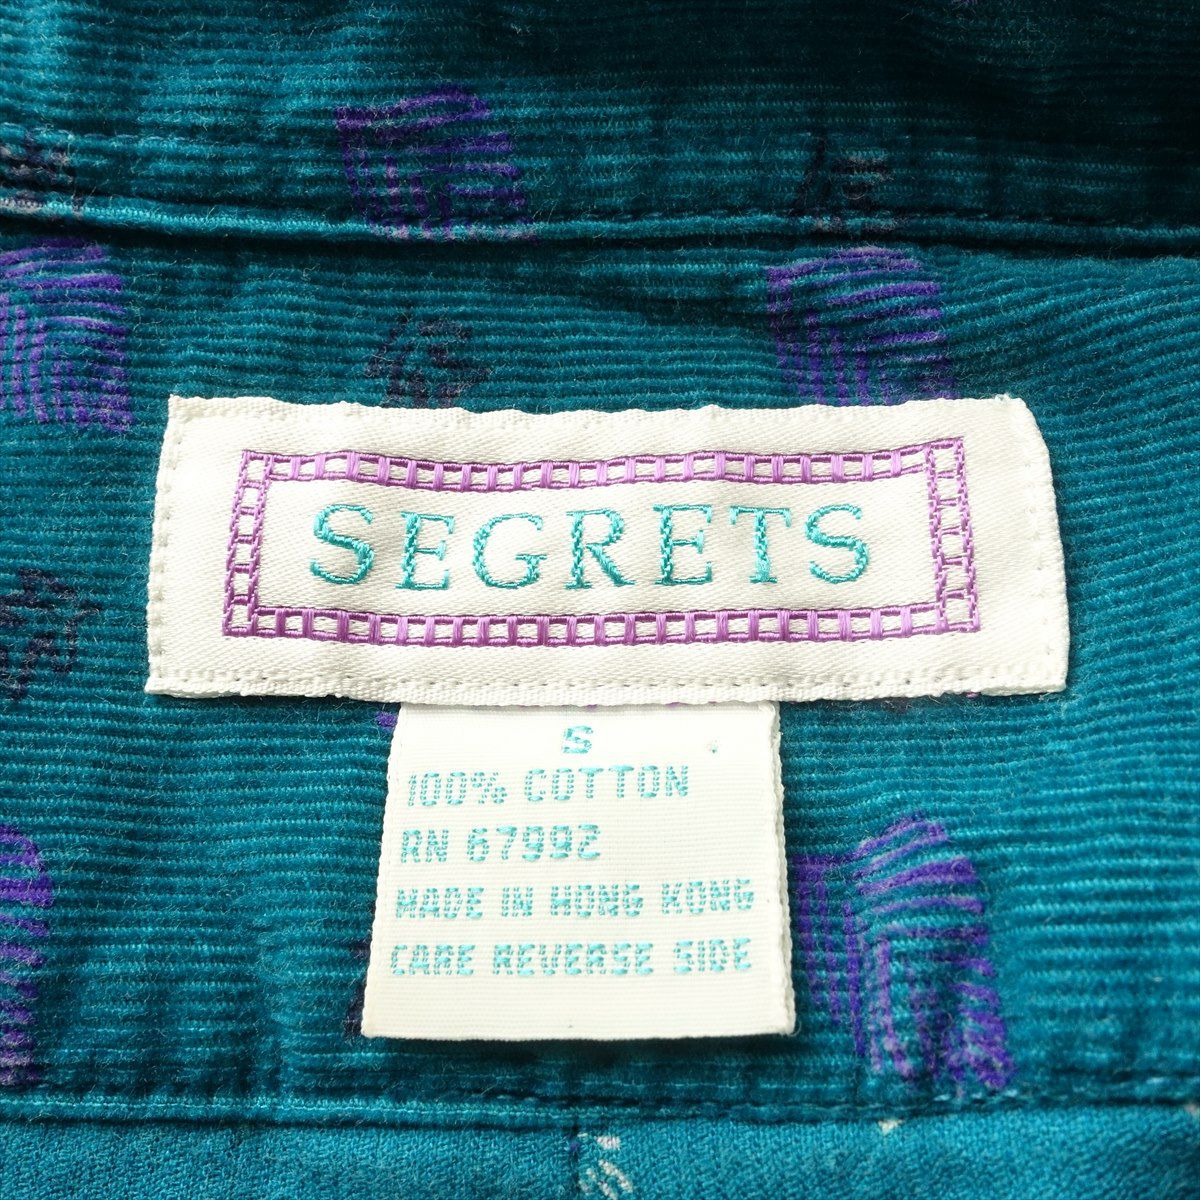 SEGRETS
S
100% COTTON
RN 67992
MADE IN HONG KONG
CARE REVERSE SIDE